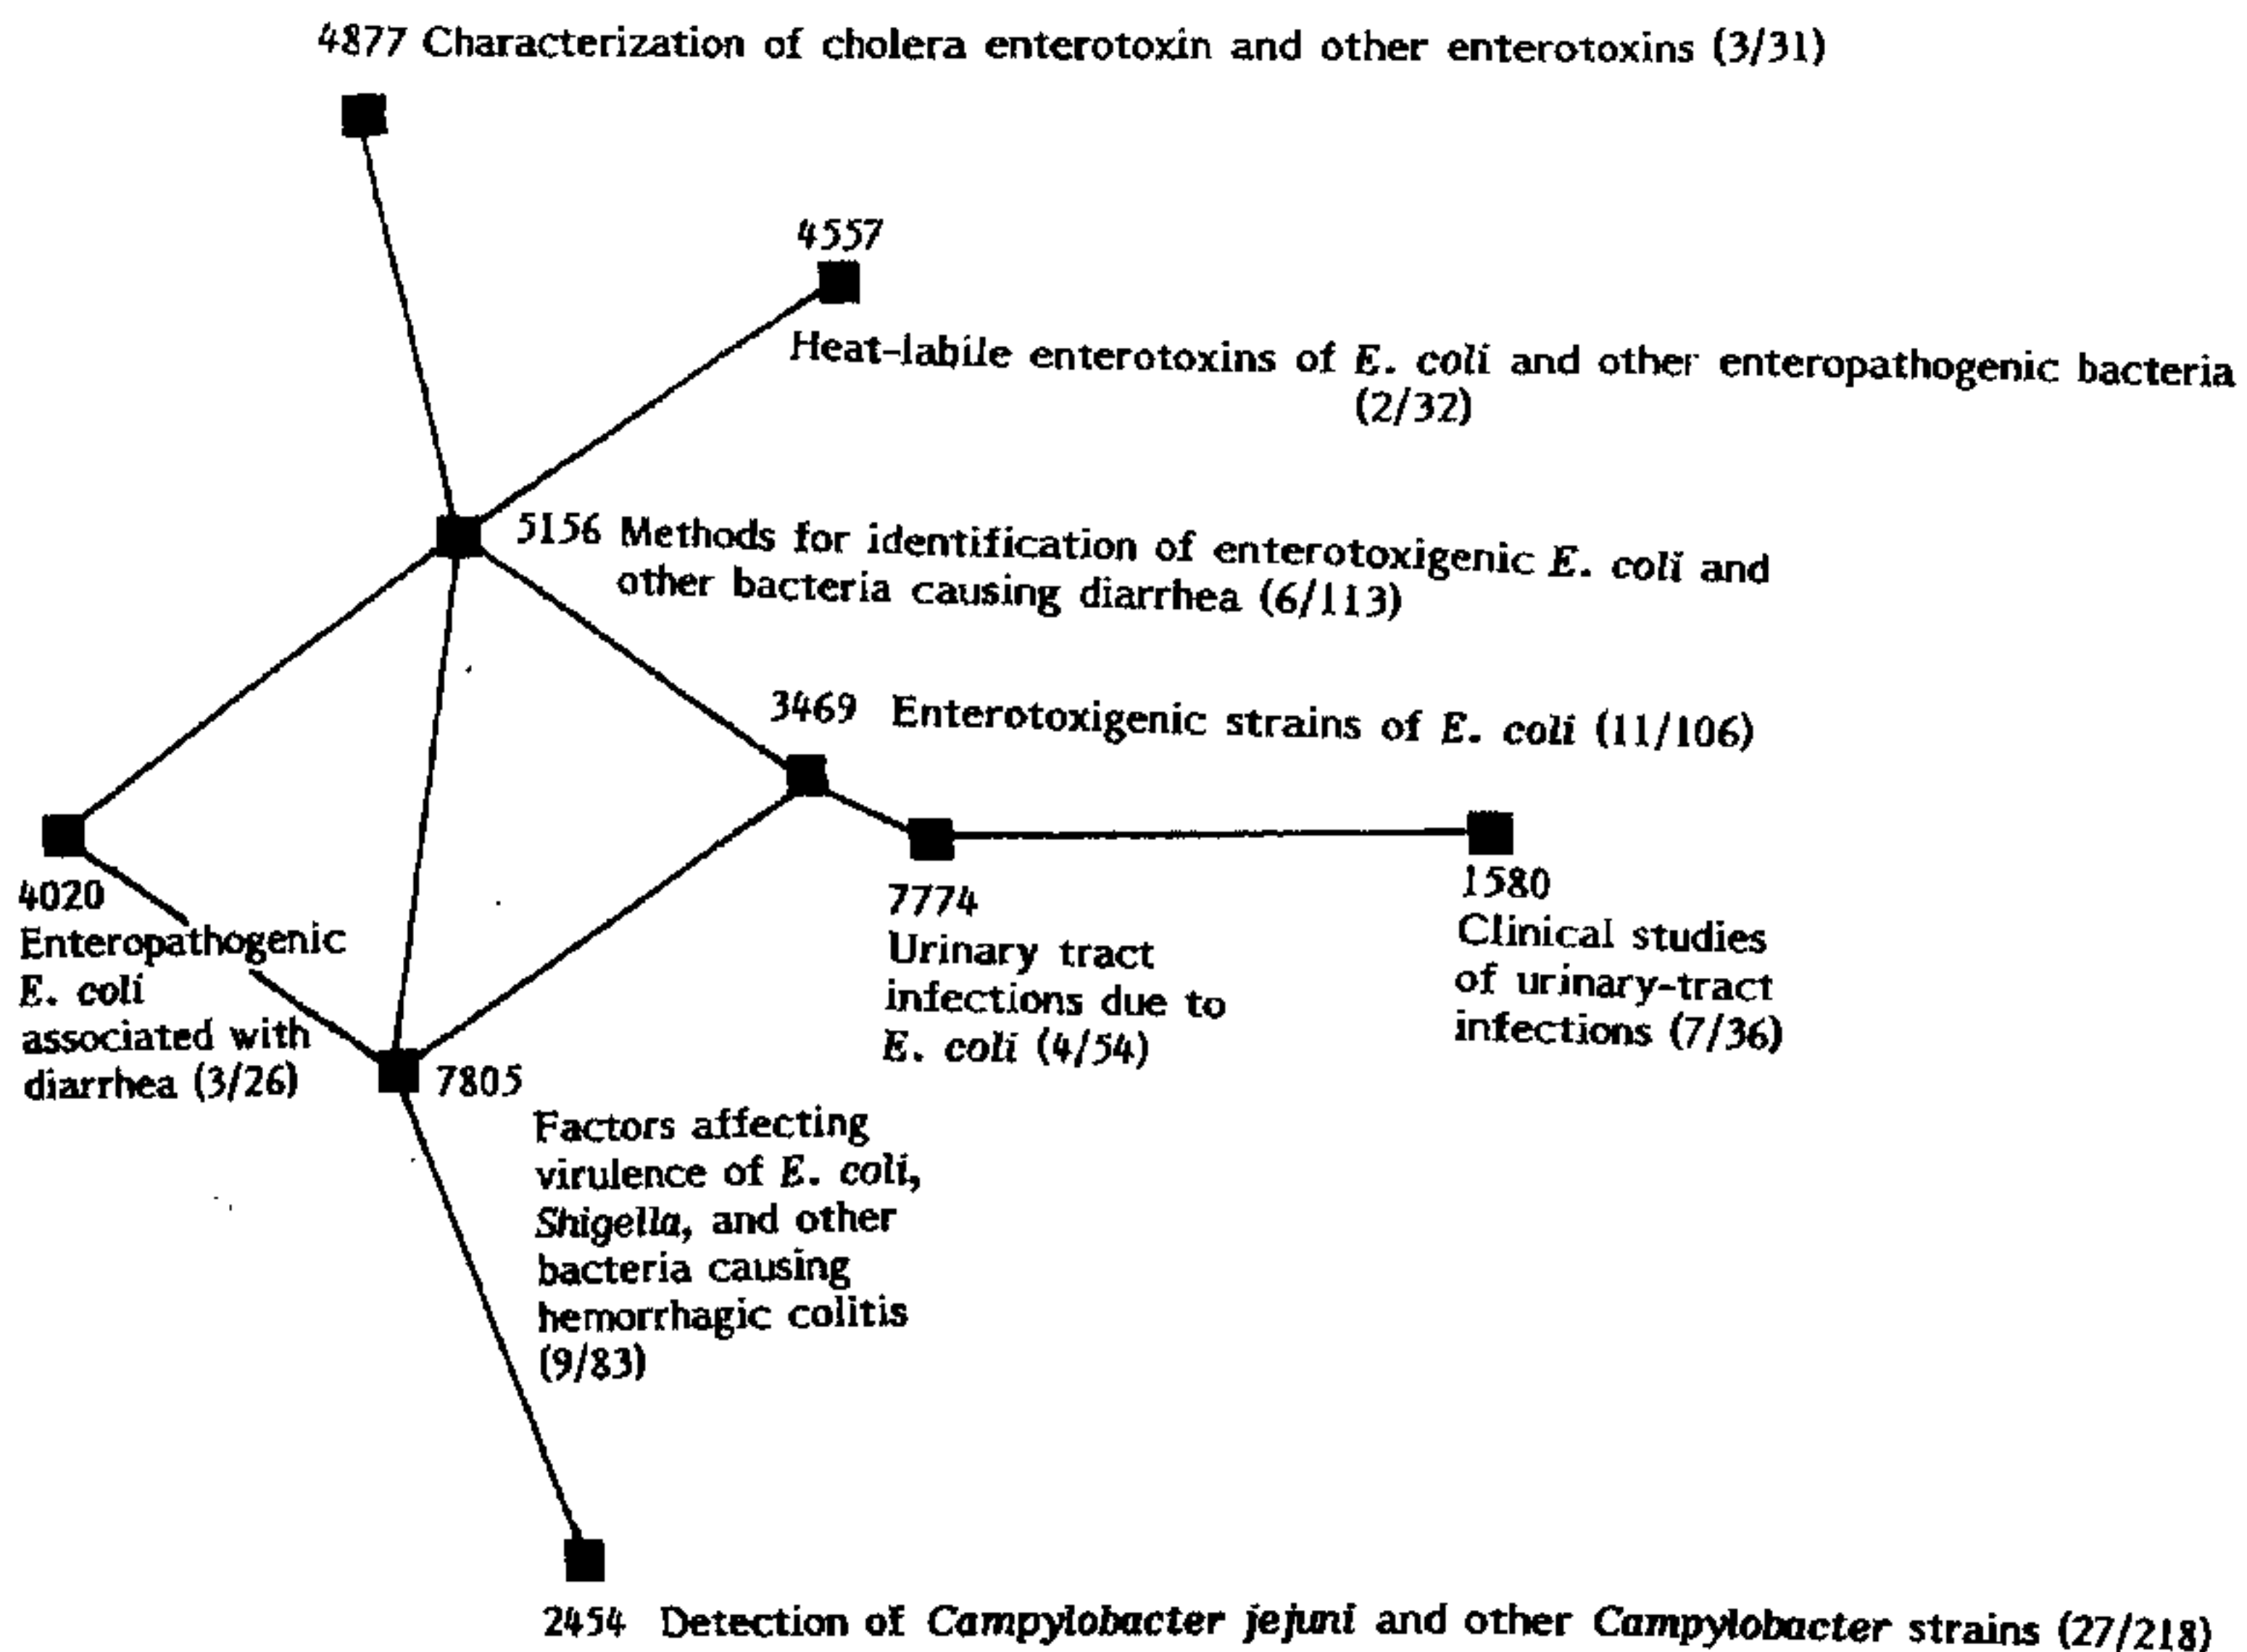 4877 Characterization of cholera enterotoxin and other enterotoxins (3/31)
4557
Heat-labile enterotoxins of E. coli and other enteropathogenic bacteria
(2/32)
5156 Methods for identification of enterotoxigenic E. coli and
other bacteria causing diarrhea (6/113)
3469 Enterotoxigenic strains of E. coli (11/106)
4020
Enteropathogenic
E. coli
associated with
diarrhea (3/26)
7774
Urinary tract
infections due to
E. coli (4/54)
1580
Clinical studies
of urinary-tract
infections (7/36)
7805
Factors affecting
virulence of E. coli,
Shigella, and other
bacteria causing
hemorrhagic colitis
(9/83)
2454 Detection of Campylobacter jejuni and other Campylobacter strains (27/218)